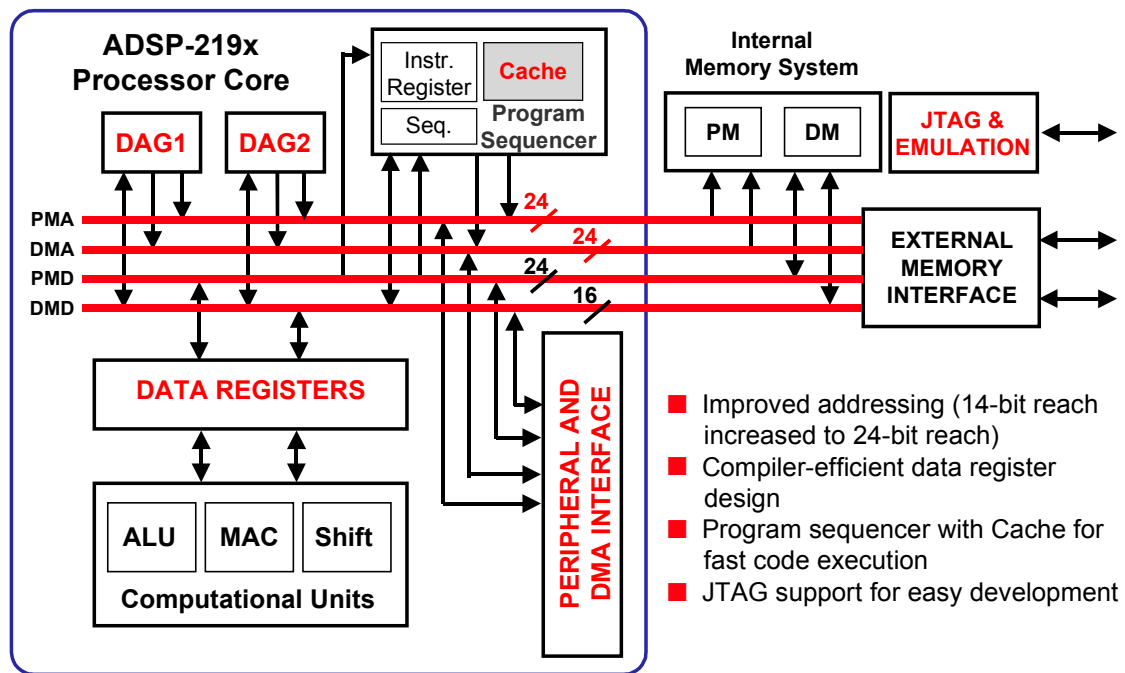 ADSP-219x
Processor Core
DAG1
DAG2
Instr.
Register
Cache
Seq.
Program
Sequencer
Internal
Memory System
PM
DM
JTAG &
EMULATION
PMA
DMA
PMD
DMD
24
24
24
16
EXTERNAL
MEMORY
INTERFACE
DATA REGISTERS
ALU
MAC
Shift
Computational Units
PERIPHERAL AND
DMA INTERFACE
■ Improved addressing (14-bit reach
increased to 24-bit reach)
■ Compiler-efficient data register
design
■ Program sequencer with Cache for
fast code execution
■ JTAG support for easy development